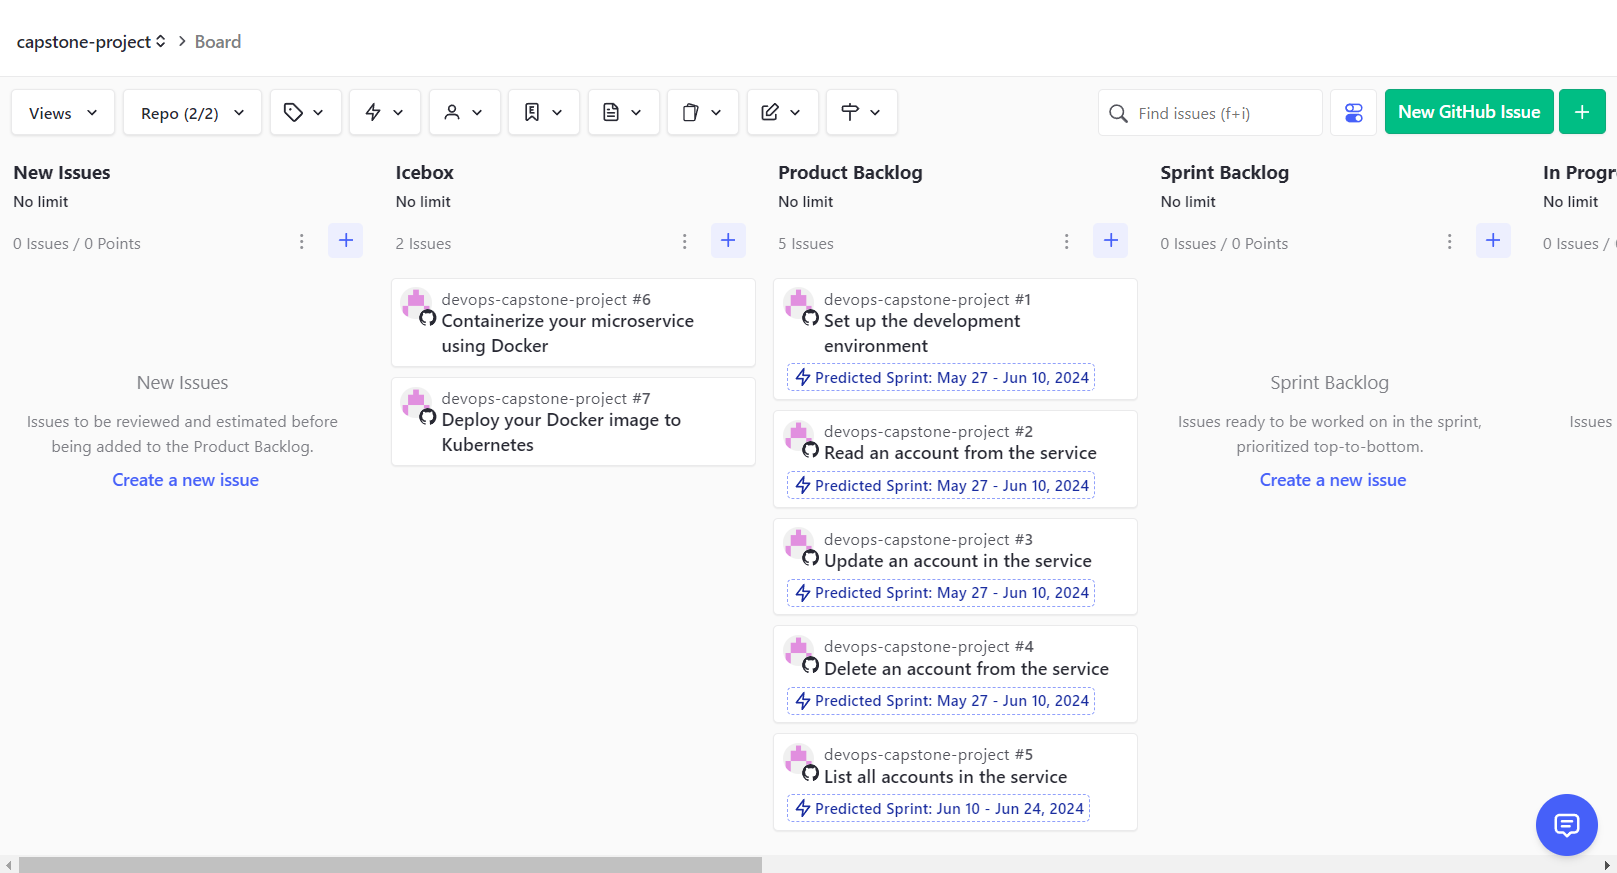 capstone-project > Board
Views
Repo (2/2)
Find issues (f+i)
New GitHub Issue
New Issues
No limit
0 Issues / 0 Points
New Issues
Issues to be reviewed and estimated before
being added to the Product Backlog.
Create a new issue
Icebox
No limit
2 Issues
devops-capstone-project #6
Containerize your microservice
using Docker
devops-capstone-project #7
Deploy your Docker image to
Kubernetes
Product Backlog
No limit
5 Issues
devops-capstone-project #1
Set up the development
environment
Predicted Sprint: May 27 - Jun 10, 2024
devops-capstone-project #2
Read an account from the service
Predicted Sprint: May 27 - Jun 10, 2024
devops-capstone-project #3
Update an account in the service
Predicted Sprint: May 27 - Jun 10, 2024
devops-capstone-project #4
Delete an account from the service
Predicted Sprint: May 27 - Jun 10, 2024
devops-capstone-project #5
List all accounts in the service
Predicted Sprint: Jun 10 - Jun 24, 2024
Sprint Backlog
No limit
0 Issues / 0 Points
Sprint Backlog
Issues ready to be worked on in the sprint,
prioritized top-to-bottom.
Create a new issue
In Progr
No limit
0 Issues /
Issues